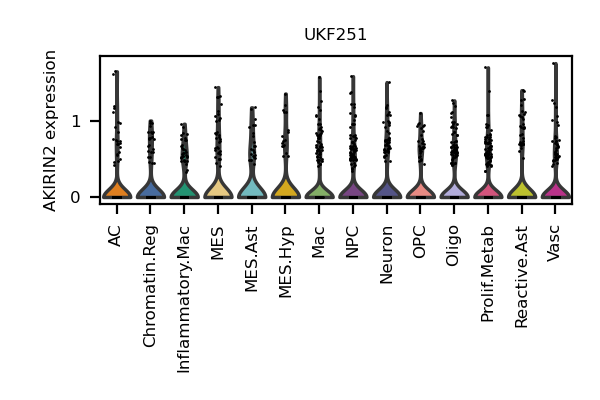 UKF251
AKIRIN2 expression
1
0
AC
Chromatin.Reg
Inflammatory.Mac
MES
MES.Ast
MES.Hyp
Mac
NPC
Neuron
OPC
Oligo
Prolif.Metab
Reactive.Ast
Vasc